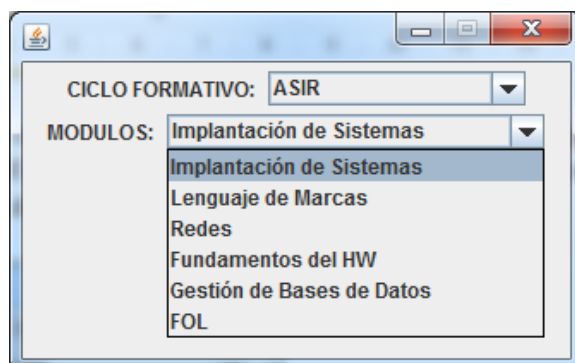 CICLO FORMATIVO: ASIR
MODULOS: Implantación de Sistemas
Implantación de Sistemas
Lenguaje de Marcas
Redes
Fundamentos del HW
Gestión de Bases de Datos
FOL